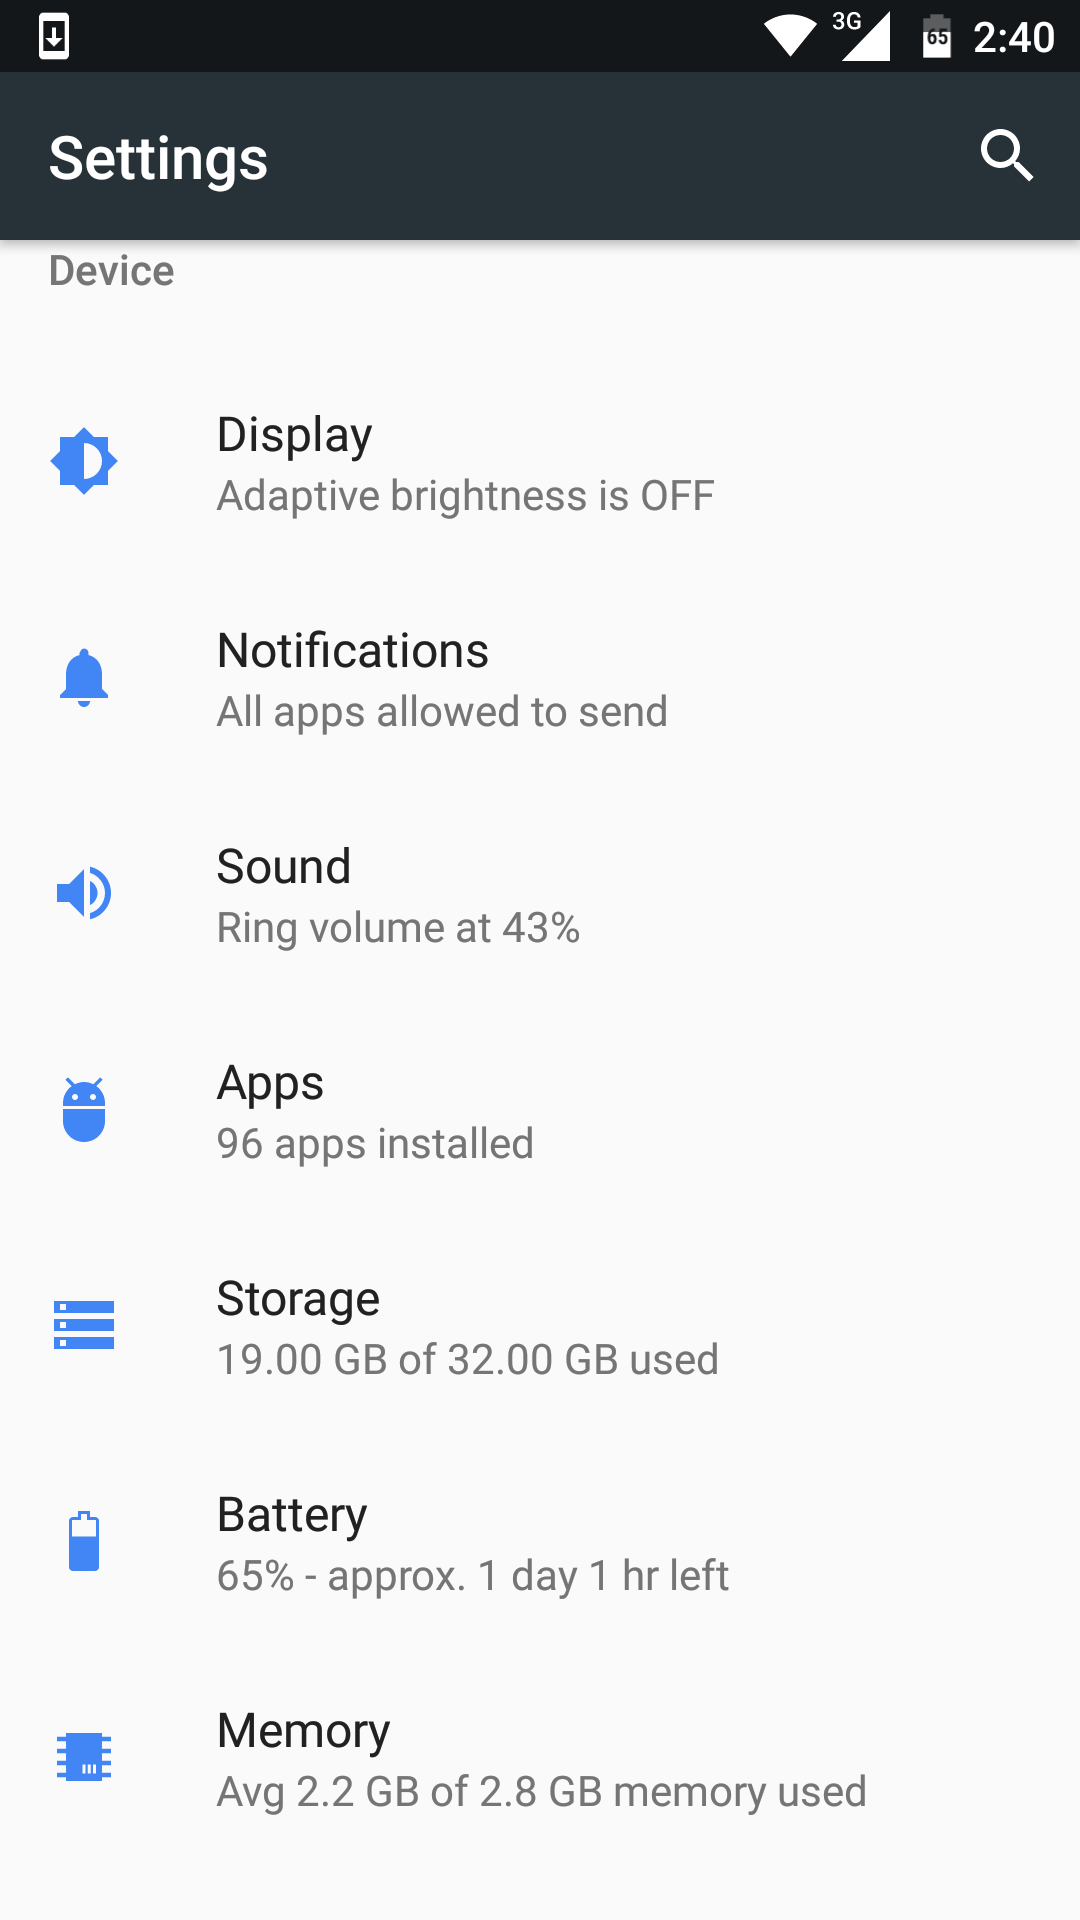 3G 65 2:40
Settings
Device
Display
Adaptive brightness is OFF
Notifications
All apps allowed to send
Sound
Ring volume at 43%
Apps
96 apps installed
Storage
19.00 GB of 32.00 GB used
Battery
65% - approx. 1 day 1 hr left
Memory
Avg 2.2 GB of 2.8 GB memory used